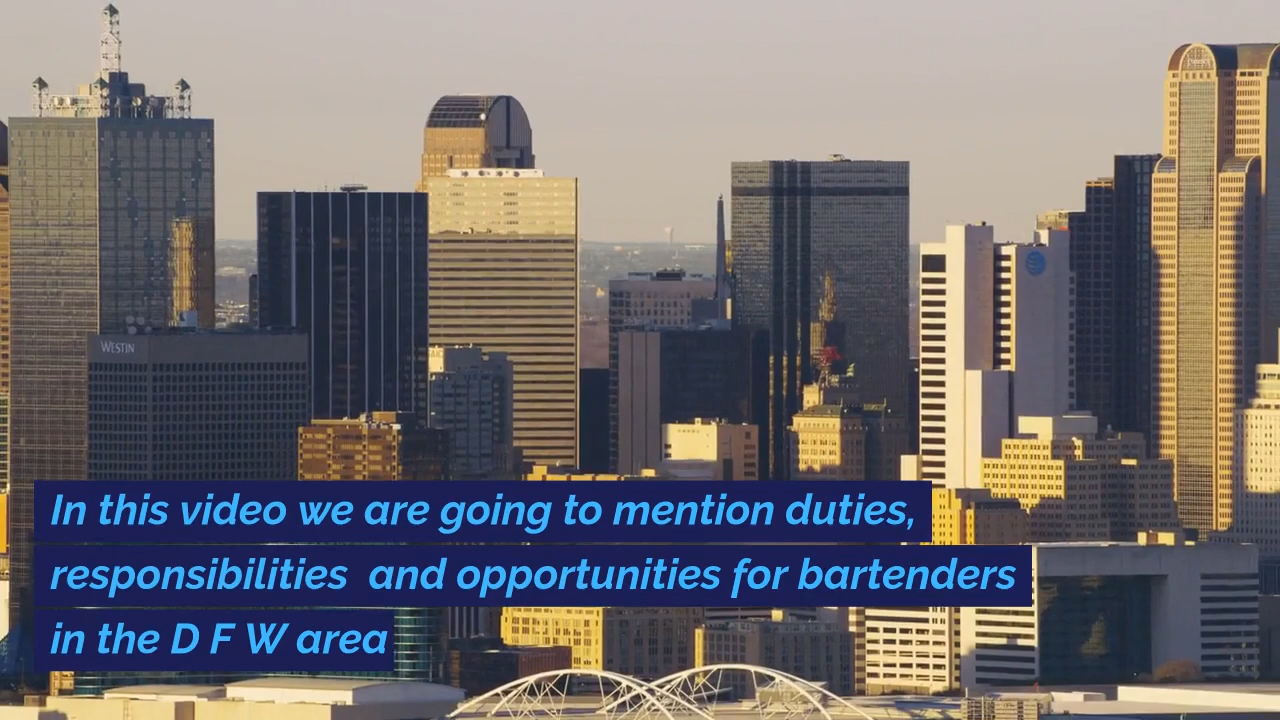 WESTIN
In this video we are going to mention duties,
responsibilities  and opportunities for bartenders
in the D F W area